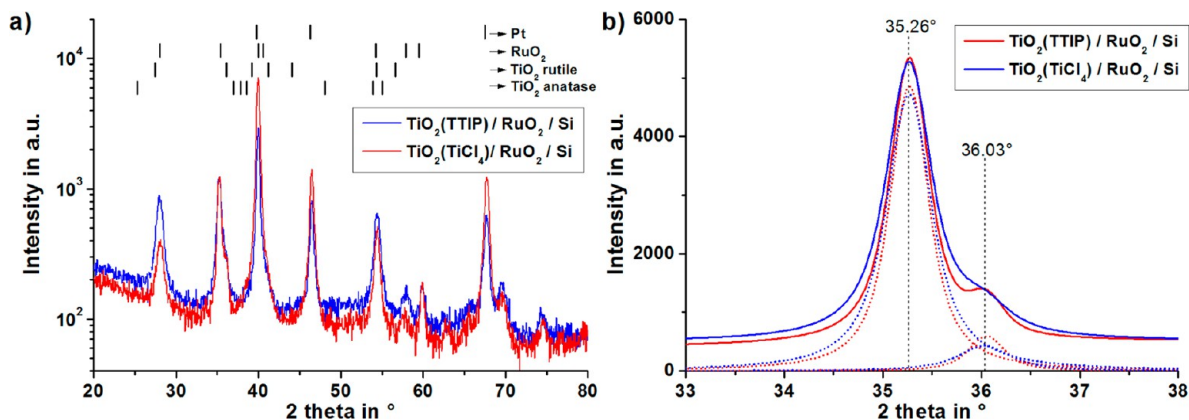 a)
Intensity in a.u.
10⁴
10³
10²
Pt
RuO₂
TiO₂ rutile
TiO₂ anatase
TiO₂(TTIP) / RuO₂ / Si
TiO₂(TiCl₄)/ RuO₂ / Si
20 30 40 50 60 70 80
2 theta in °
b)
Intensity in a.u.
6000
4000
2000
0
35.26°
36.03°
TiO₂(TTIP) / RuO₂ / Si
TiO₂(TiCl₄) / RuO₂ / Si
33 34 35 36 37 38
2 theta in °